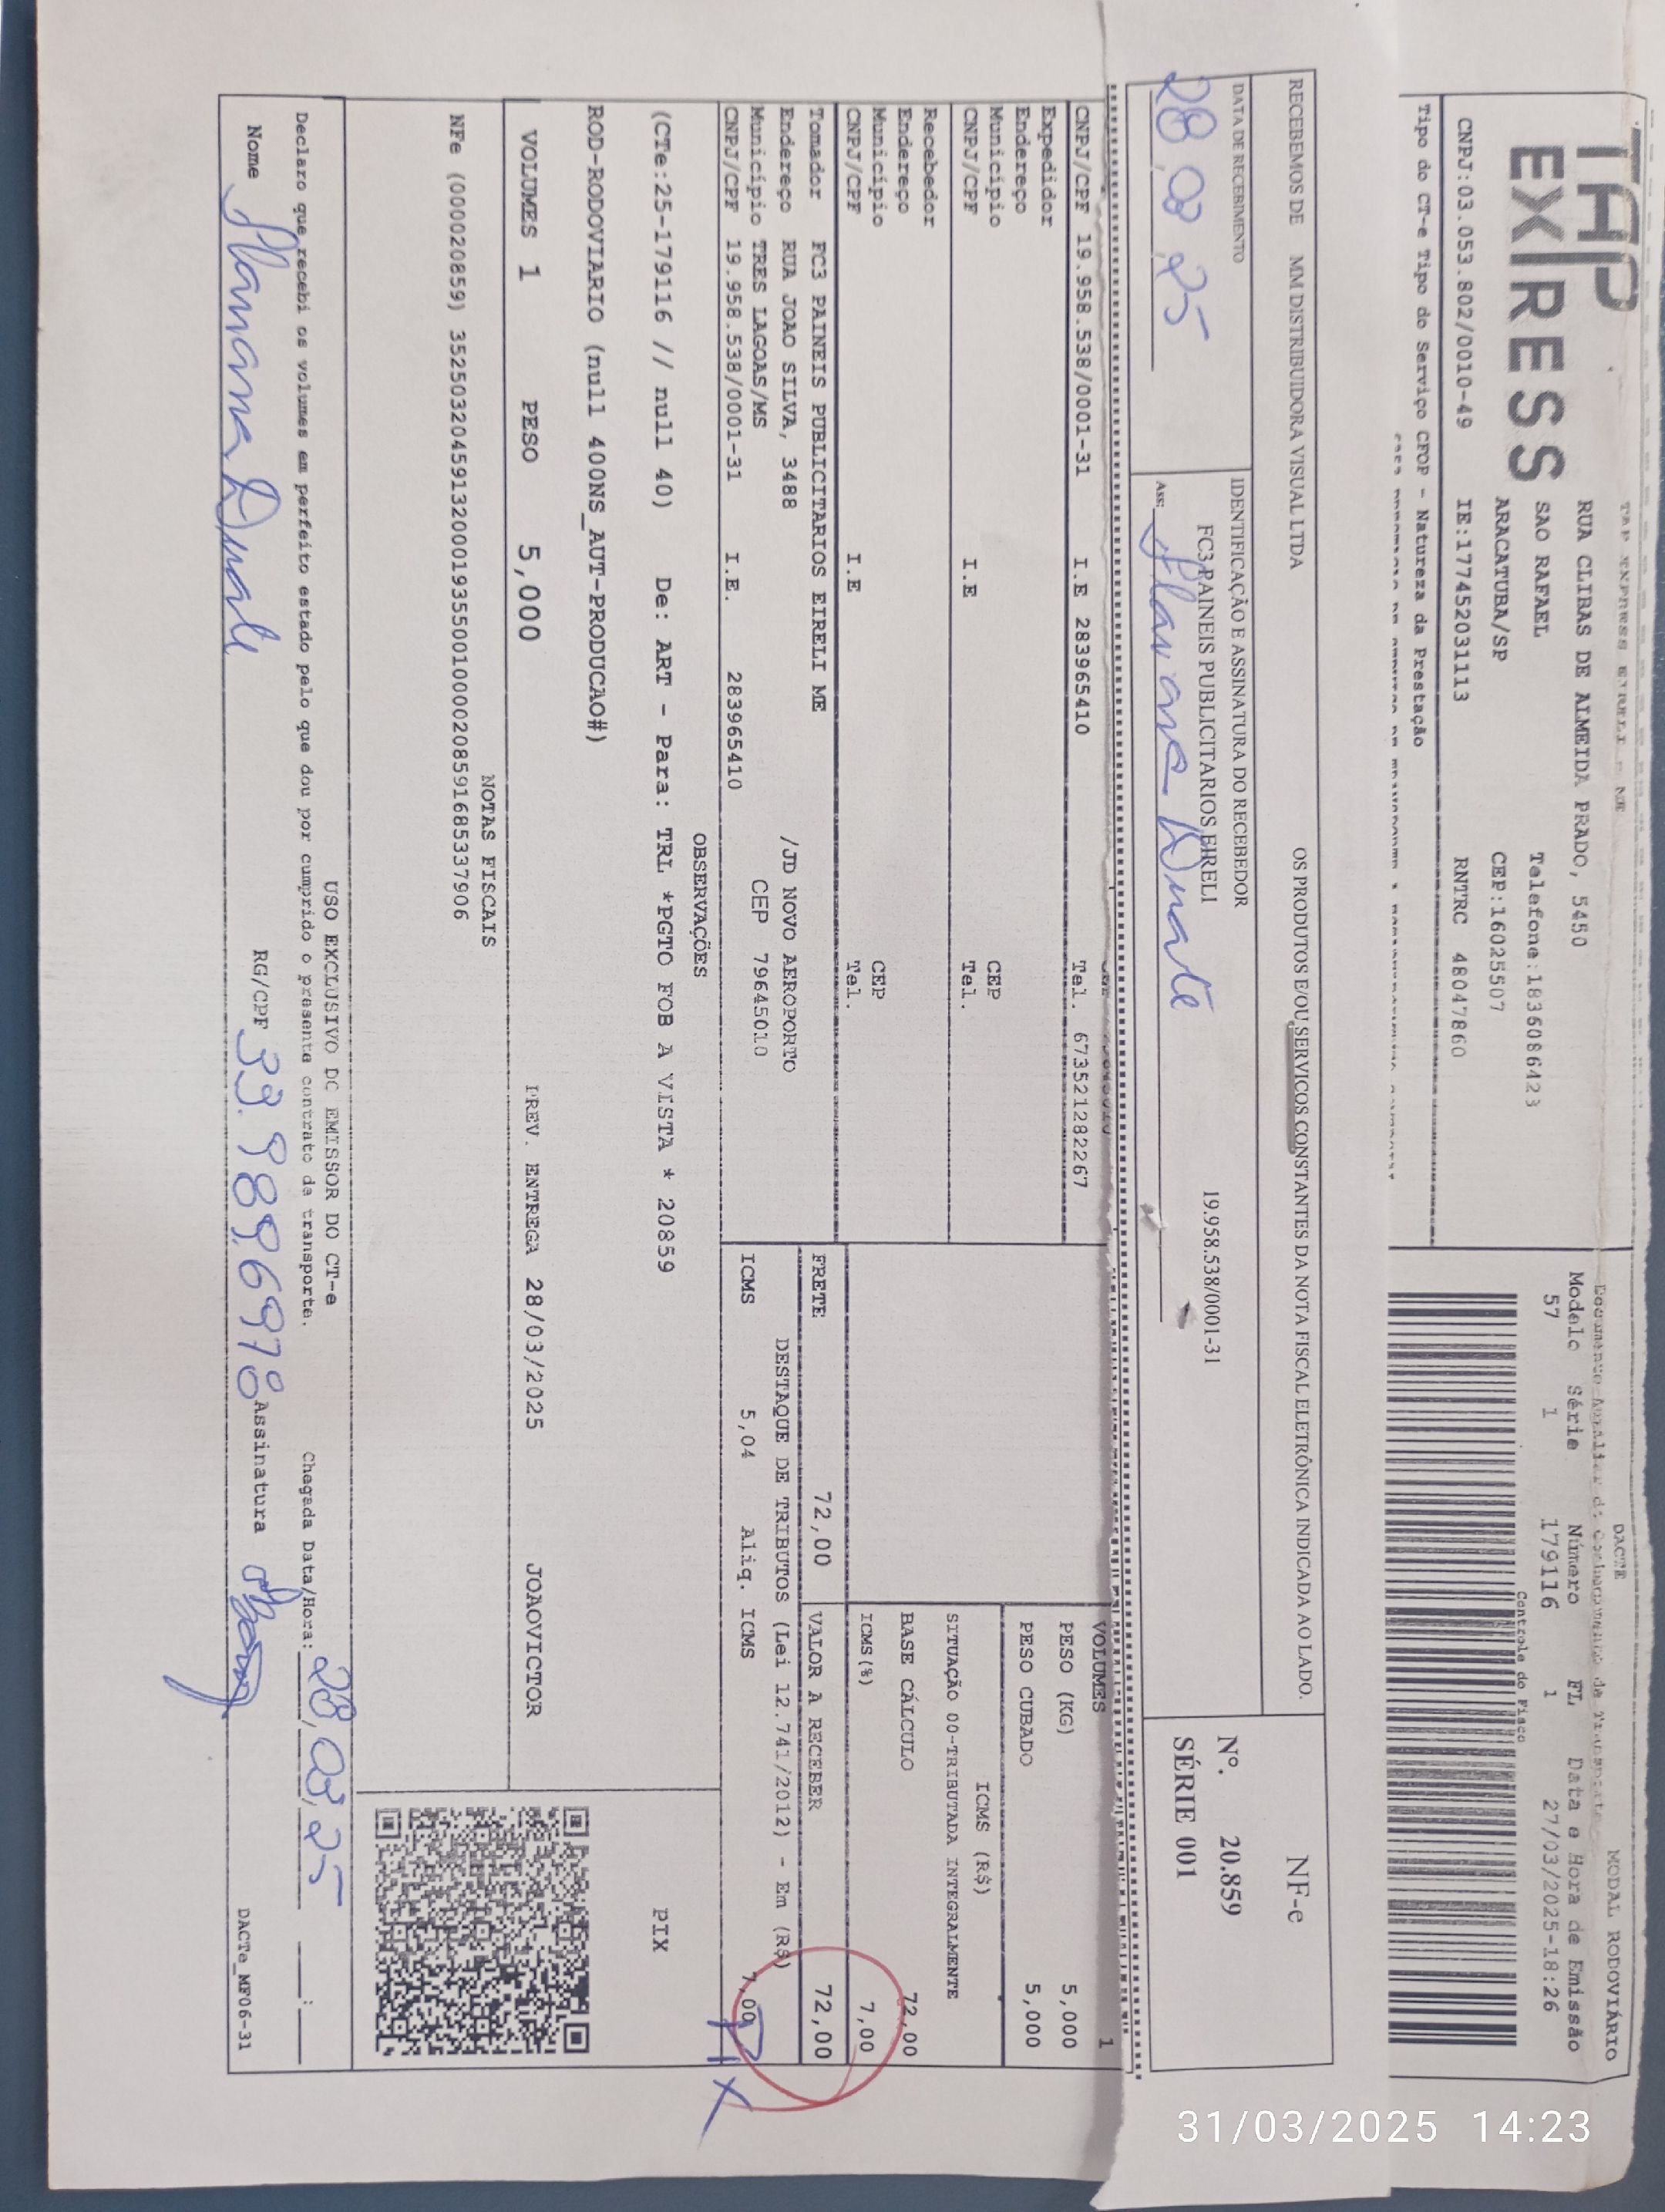 TAP EXPRESS EIRELI - ME
TAP
EXPRESS
RUA CLIBAS DE ALMEIDA PRADO, 5450
SAO RAFAEL Telefone:1836086423
ARACATUBA/SP CEP:16025507
CNPJ:03.053.802/0010-49 IE:177452031113 RNTRC 48047860
Tipo do CT-e Tipo do Serviço CFOP - Natureza da Prestação
DACTE MODAL RODOVIÁRIO
Documento Auxiliar do Conhecimento de Transporte
Modelo Série Número FL Data e Hora de Emissão
57 1 179116 1 27/03/2025-18:26
Controle do Fisco
RECEBEMOS DE MM DISTRIBUIDORA VISUAL LTDA OS PRODUTOS E/OU SERVICOS CONSTANTES DA NOTA FISCAL ELETRÔNICA INDICADA AO LADO.
NF-e
DATA DE RECEBIMENTO
28 03 25
IDENTIFICAÇÃO E ASSINATURA DO RECEBEDOR
FC3 PAINEIS PUBLICITARIOS EIRELI 19.958.538/0001-31
ASS:
Nº. 20.859
SÉRIE 001
CNPJ/CPF 19.958.538/0001-31 I.E 283965410 Tel. 67352128 2267
Expedidor
Endereço
Município CEP
CNPJ/CPF I.E Tel.
Recebedor
Endereço
Município CEP
CNPJ/CPF I.E Tel.
VOLUMES 1
PESO (KG) 5,000
PESO CUBADO 5,000
ICMS (R$)
SITUAÇÃO 00-TRIBUTADA INTEGRALMENTE
BASE CÁLCULO 72,00
ICMS(%) 7,00
Tomador FC3 PAINEIS PUBLICITARIOS EIRELI ME
Endereço RUA JOAO SILVA, 3488 /JD NOVO AEROPORTO
Município TRES LAGOAS/MS CEP 79645010
CNPJ/CPF 19.958.538/0001-31 I.E. 283965410
FRETE 72,00 VALOR A RECEBER 72,00
DESTAQUE DE TRIBUTOS (Lei 12.741/2012) - Em (R$)
ICMS 5,04 Aliq. ICMS 7,00
PIX
OBSERVAÇÕES
(CTe:25-179116 // null 40) De: ART - Para: TRL *PGTO FOB A VISTA * 20859
PIX
ROD-RODOVIARIO (null 400NS_AUT-PRODUCAO#)
VOLUMES 1 PESO 5,000 PREV. ENTREGA 28/03/2025 JOAOVICTOR
NOTAS FISCAIS
NFe (000020859) 35250320459132000193550010000208591685337906
USO EXCLUSIVO DO EMISSOR DO CT-e
Declaro que recebi os volumes em perfeito estado pelo que dou por cumprido o presente contrato de transporte. Chegada Data/Hora: 28, 03, 25 :
Nome RG/CPF Assinatura
DACTe_MF06-31
31/03/2025 14:23